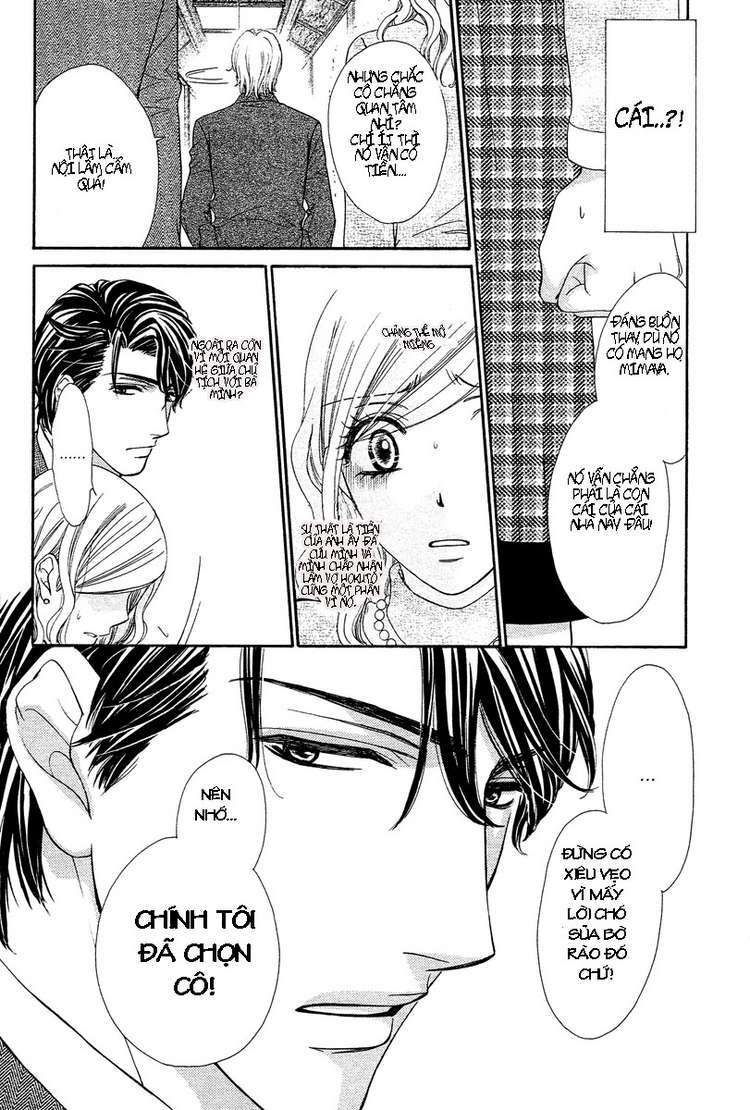 CÁI..?!
NHƯNG CHẮC
CÔ CHẲNG
QUAN TÂM
NHỈ?
CHÍ ÍT THÌ
NÓ VẪN CÓ
TIỀN....
THẬT LÀ
NỘI LẮM CẨM
QUÁ!
ĐÁNG BUỒN
THAY, DÙ NÓ
CÓ MANG HỌ
MIMAYA.
NÓ VẪN CHẲNG
PHẢI LÀ CON
CÁI CỦA CÁI
NHÀ NÀY ĐÂU!
CHẲNG THỂ MỞ
MIỆNG
SỰ THẬT LÀ TIỀN
CỦA ANH ẤY ĐÃ
CỨU MÌNH VÀ
MÌNH CHẤP NHẬN
LÀM VỢ HOKUTO
CŨNG MỘT PHẦN
VÌ NÓ.
NGOÀI RA CÒN
VÌ MỐI QUAN
HỆ GIỮA CHỦ
TỊCH VỚI BÀ
MÌNH?
......
...
ĐỪNG CÓ
XIÊU VẸO
VÌ MẤY
LỜI CHÓ
SỦA BỜ
RÀO ĐÓ
CHỨ!
NÊN
NHỚ...
CHÍNH TÔI
ĐÃ CHỌN
CÔ!